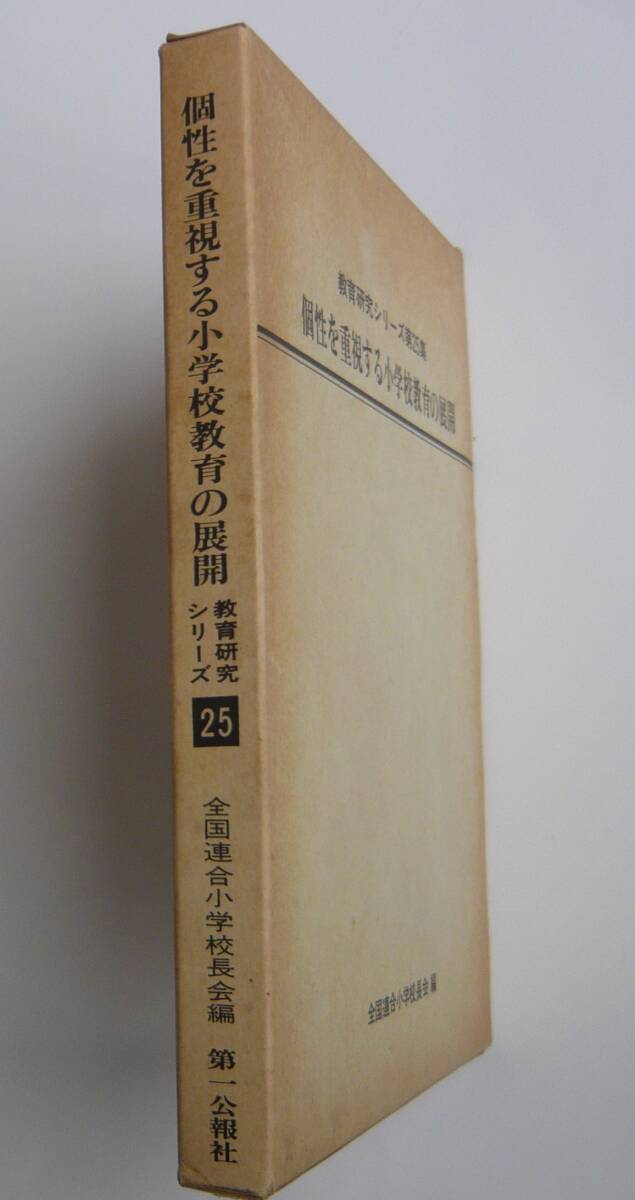 個性を重視する小学校教育の展開
教育研究
シリーズ
25
全国連合小学校長会編
第一公報社
教育研究シリーズ第25集
個性を重視する小学校教育の展開
全国連合小学校長会 編